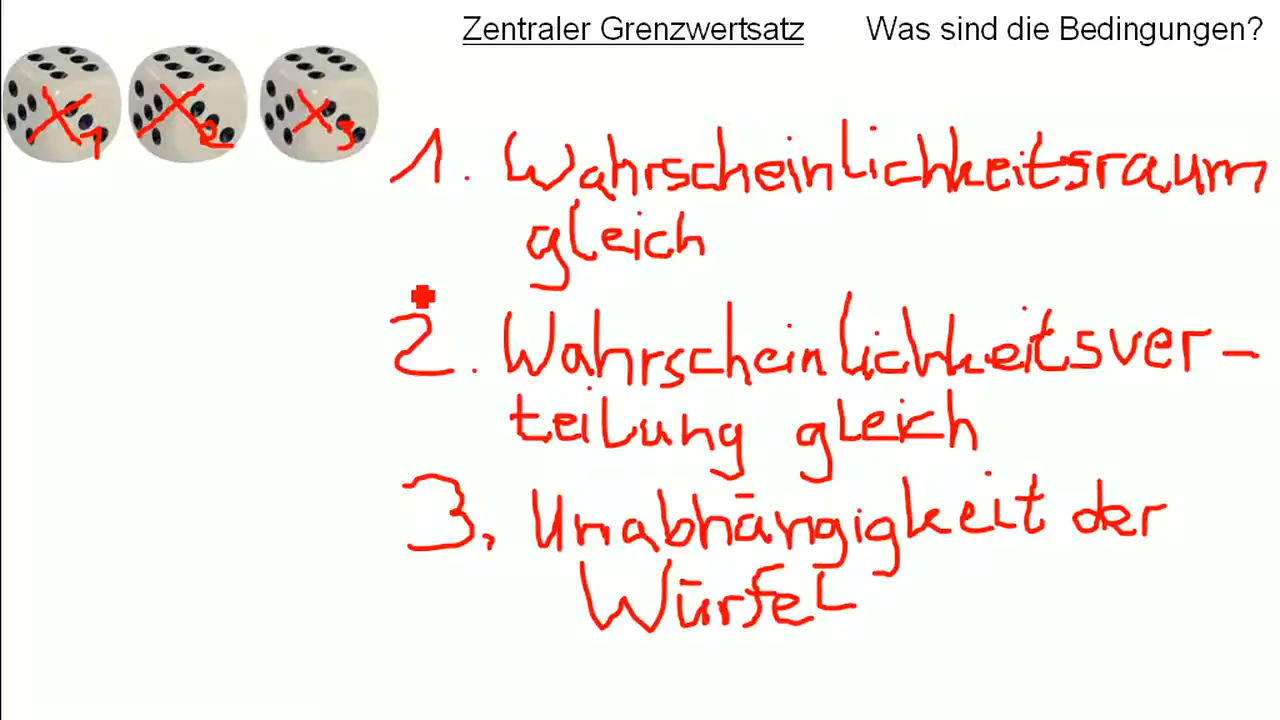 Zentraler Grenzwertsatz Was sind die Bedingungen?
X1 X2 X3
1. Wahrscheinlichkeitsraum
gleich
2. Wahrscheinlichkeitsver-
teilung gleich
3. Unabhängigkeit der
Würfel